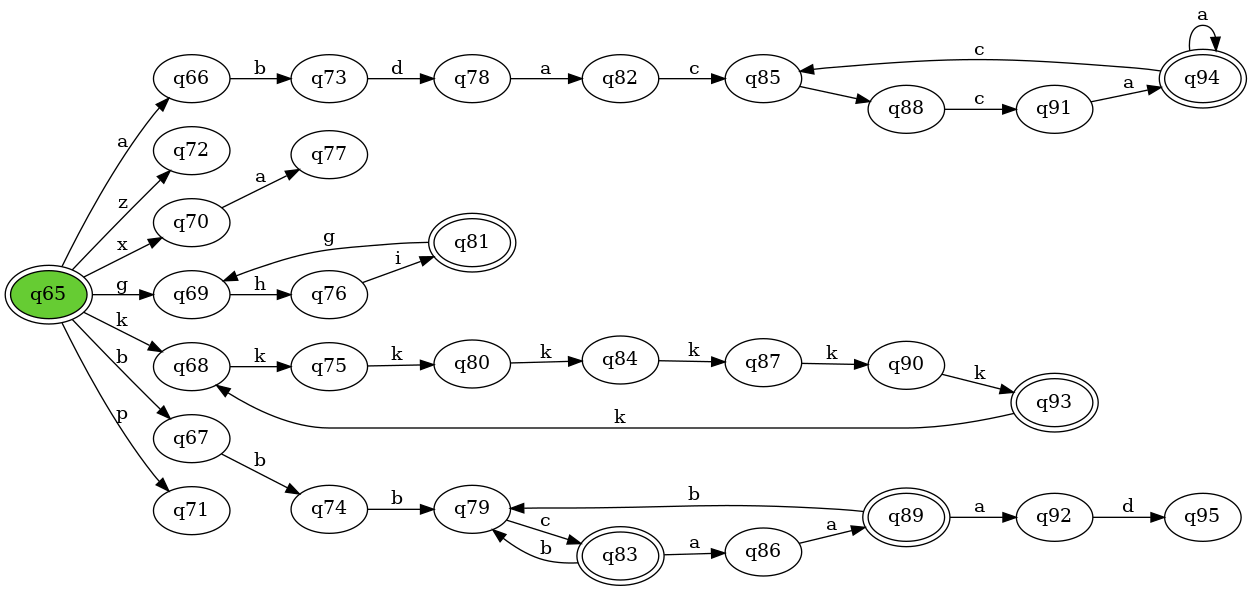 a
q66 b q73 d q78 a q82 c q85 c q94
q88 c q91 a
a
z q72
x q70 a q77
g q81
q65 g q69 h q76 i
k q68 k q75 k q80 k q84 k q87 k q90 k q93
k
b q67
p q71
b q74 b q79 b q89 a q92 d q95
c q83 a q86 a
b